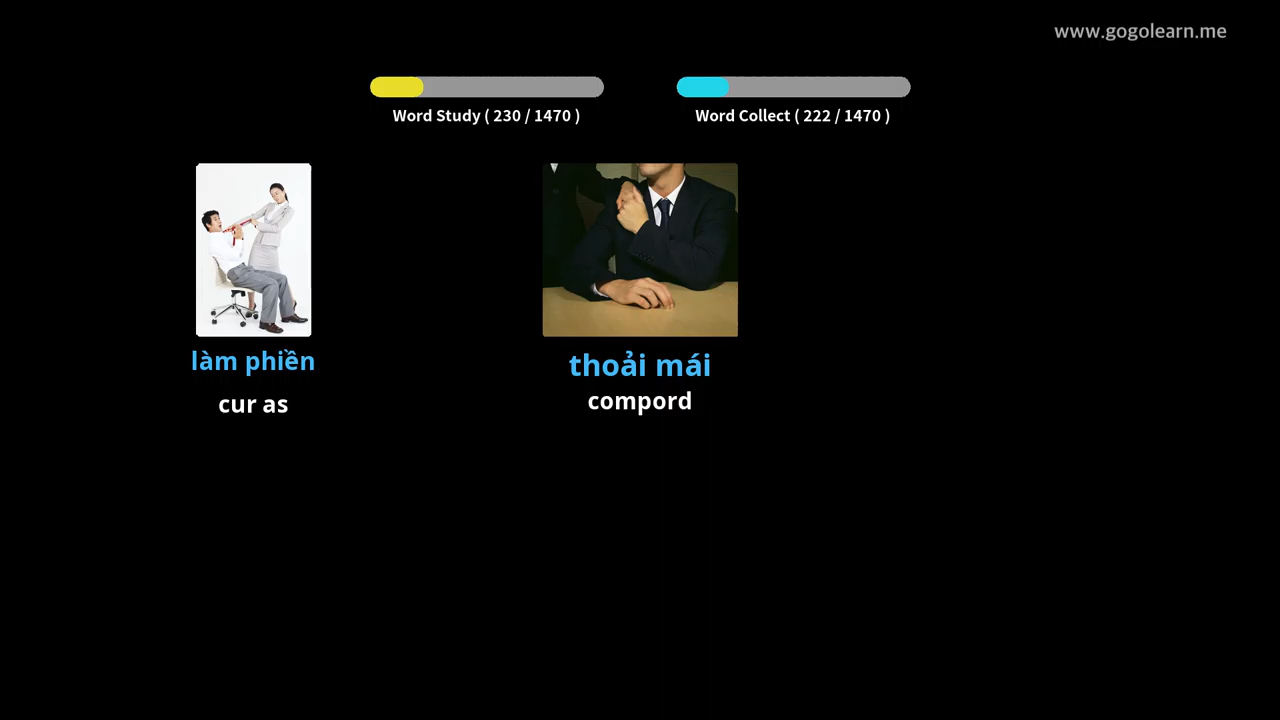 www.gogolearn.me
Word Study ( 230 / 1470 )
Word Collect ( 222 / 1470 )
làm phiền
cur as
thoải mái
compord